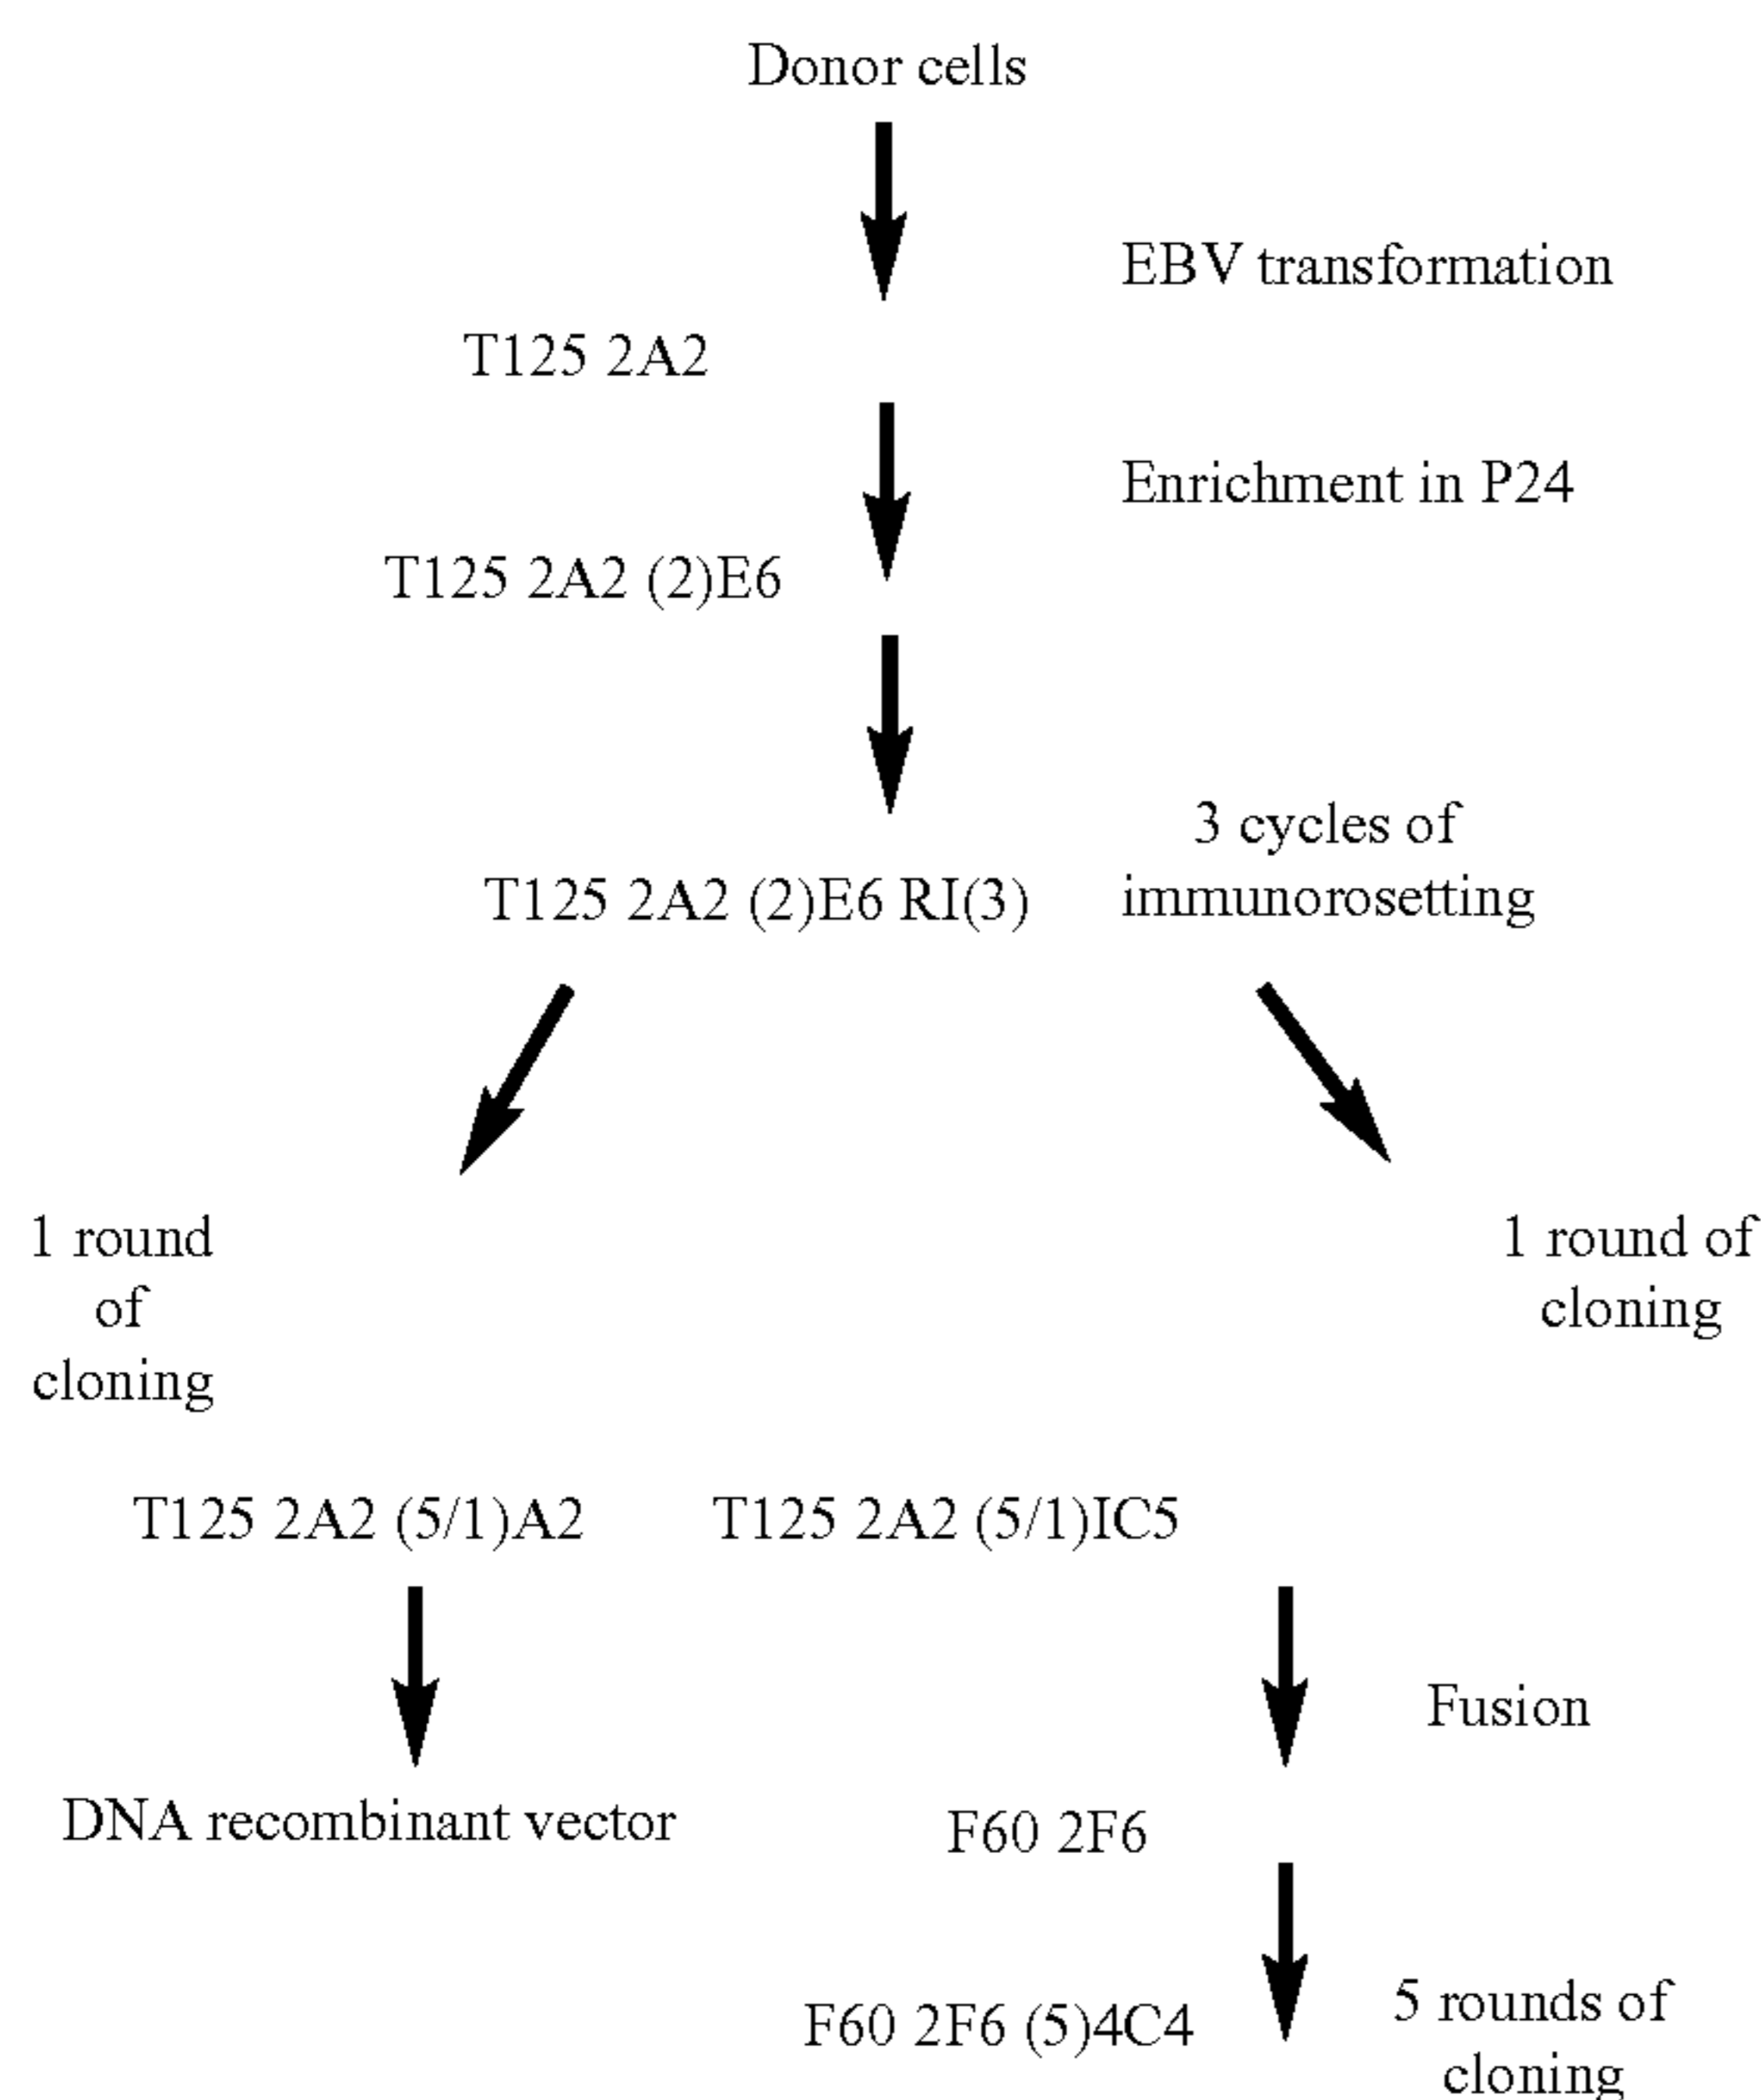 Donor cells
EBV transformation
T125 2A2
Enrichment in P24
T125 2A2 (2)E6
3 cycles of
immunorosetting
T125 2A2 (2)E6 RI(3)
1 round
of
cloning
1 round of
cloning
T125 2A2 (5/1)A2
T125 2A2 (5/1)IC5
Fusion
DNA recombinant vector
F60 2F6
F60 2F6 (5)4C4
5 rounds of
cloning